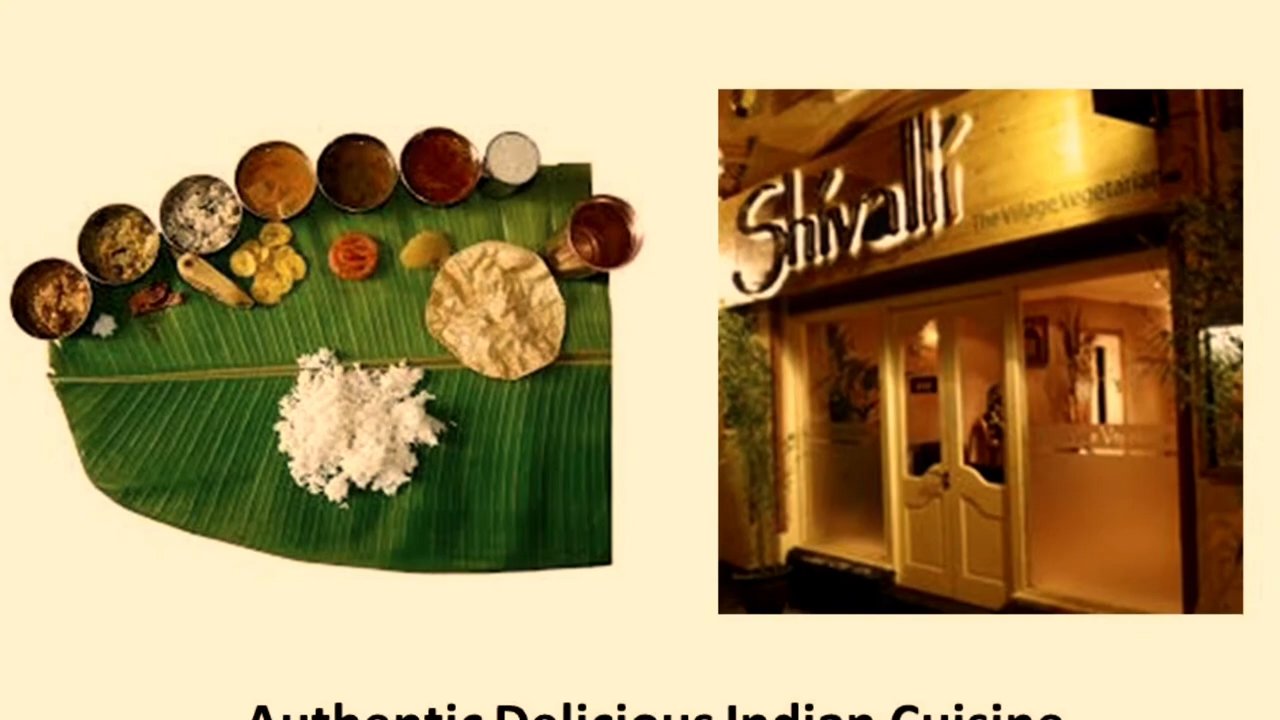 Shivalli
The Village Vegetarian
Authentic Delicious Indian Cuisine